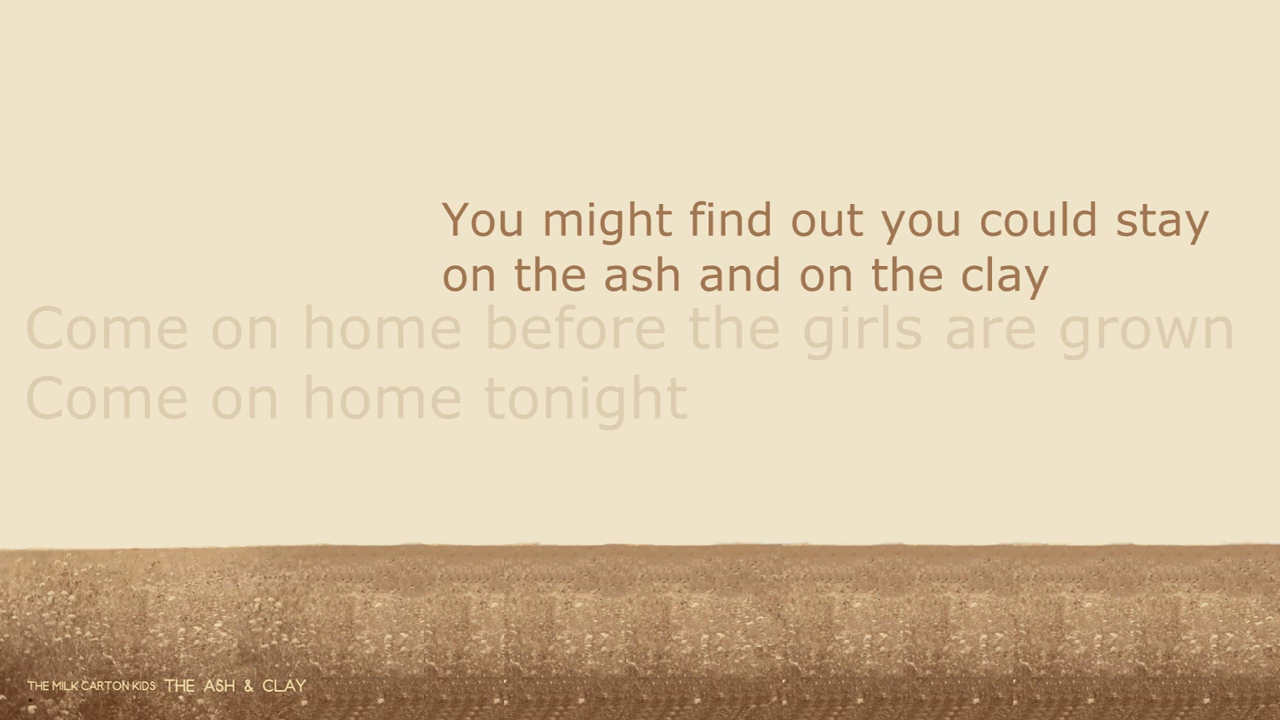 You might find out you could stay
on the ash and on the clay
Come on home before the girls are grown
Come on home tonight
THE MILK CARTON KIDS THE ASH & CLAY